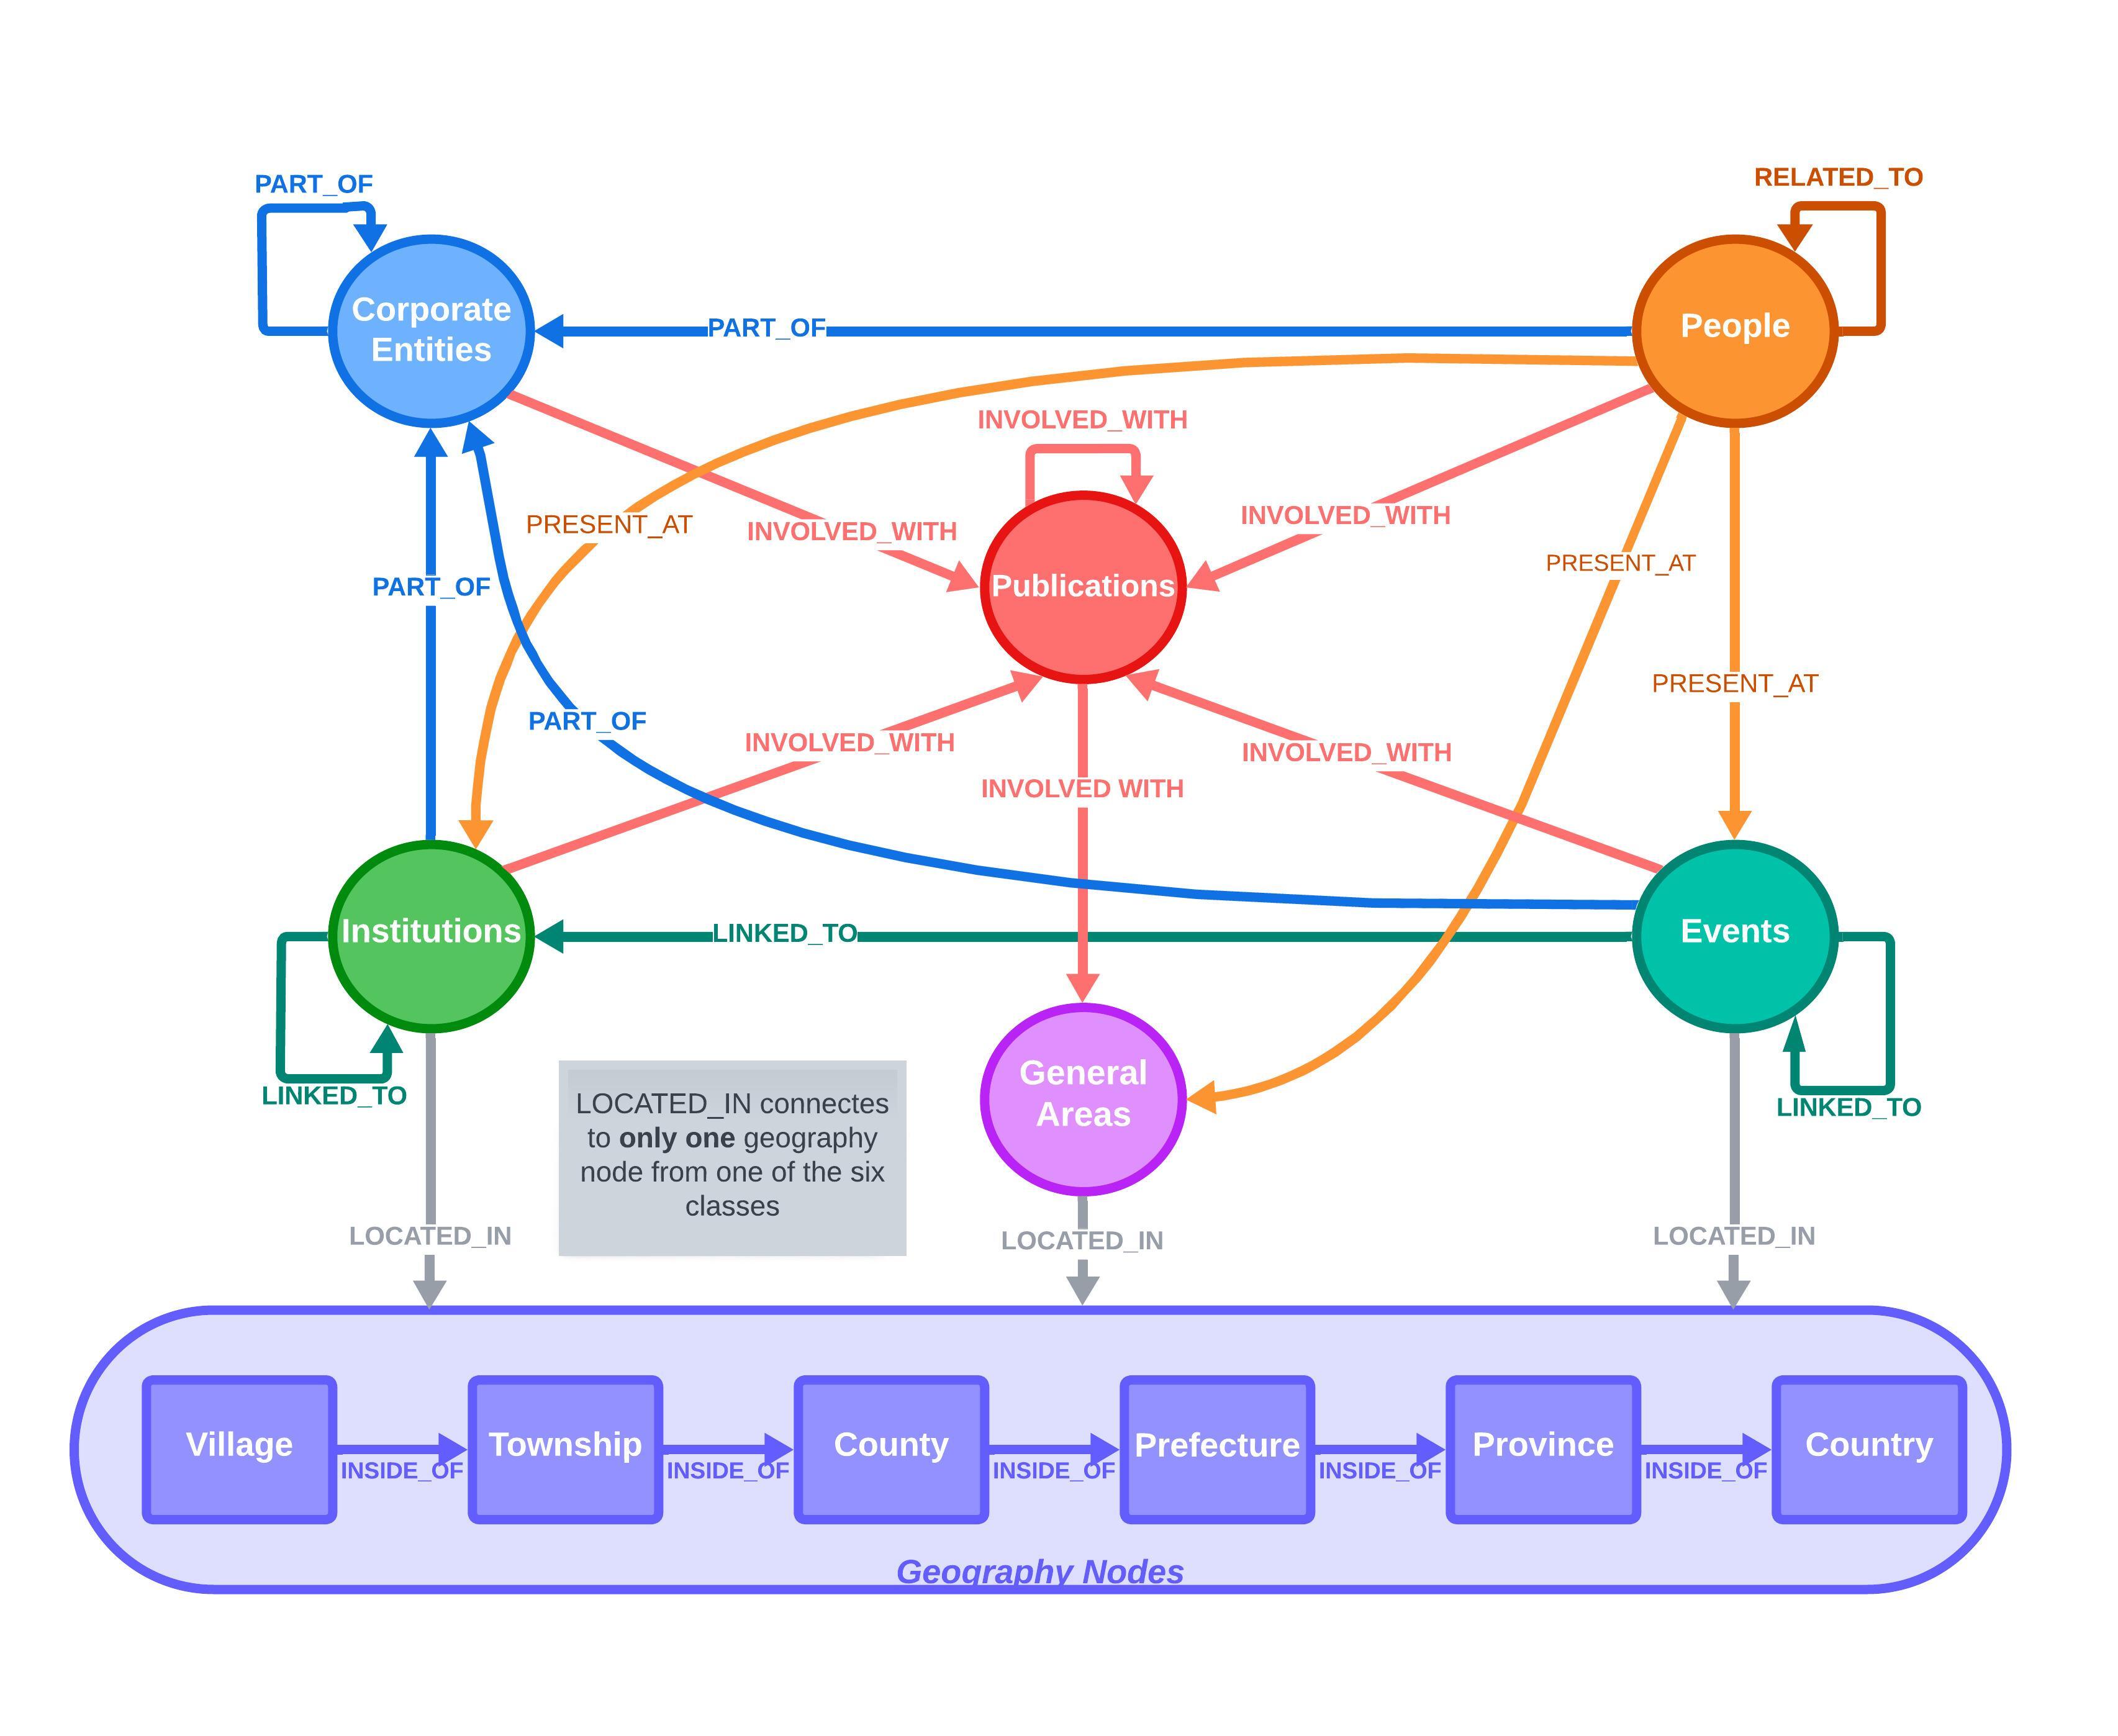 PART_OF
RELATED_TO
Corporate
Entities
PART_OF
People
INVOLVED_WITH
PRESENT_AT
INVOLVED_WITH
INVOLVED_WITH
PRESENT_AT
PART_OF
Publications
PRESENT_AT
PART_OF
INVOLVED_WITH
INVOLVED_WITH
INVOLVED WITH
Institutions
LINKED_TO
Events
General
Areas
LINKED_TO
LINKED_TO
LOCATED_IN connectes
to only one geography
node from one of the six
classes
LOCATED_IN
LOCATED_IN
LOCATED_IN
Village
Township
County
Prefecture
Province
Country
INSIDE_OF
INSIDE_OF
INSIDE_OF
INSIDE_OF
INSIDE_OF
Geography Nodes